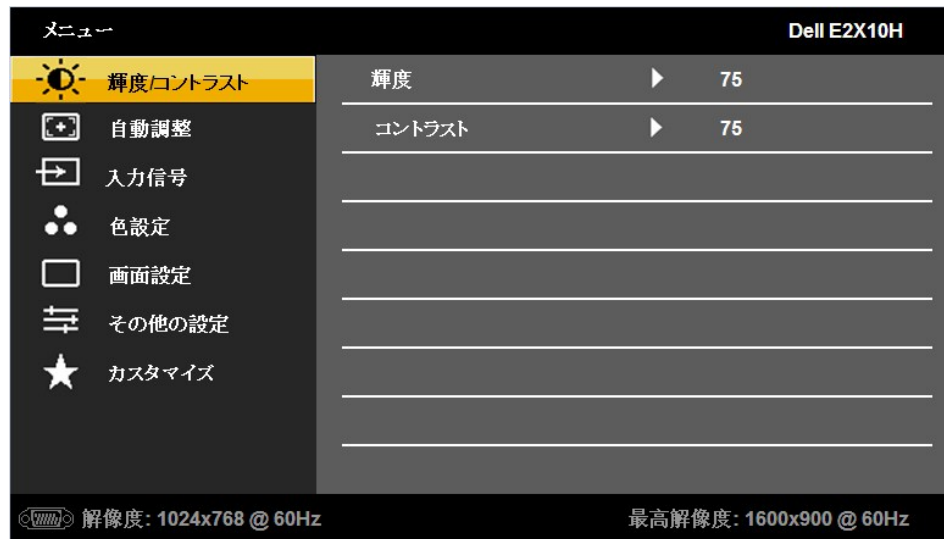 メニュー Dell E2X10H
輝度/コントラスト 輝度 75
自動調整 コントラスト 75
入力信号
色設定
画面設定
その他の設定
カスタマイズ
解像度: 1024x768 @ 60Hz 最高解像度: 1600x900 @ 60Hz